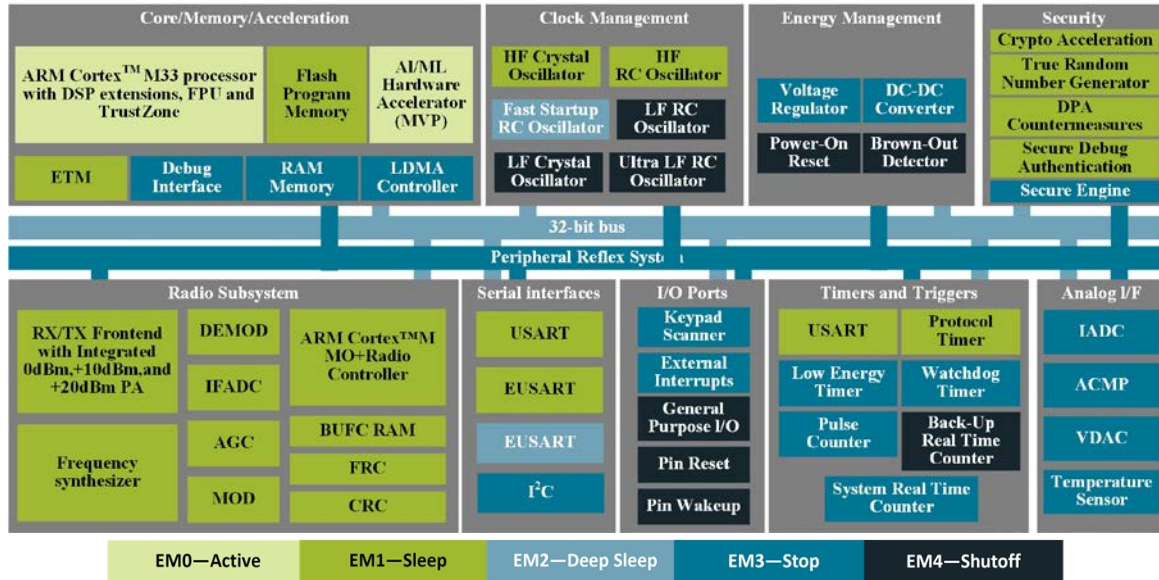 Core/Memory/Acceleration
ARM Cortex™ M33 processor
with DSP extensions, FPU and
TrustZone
Flash
Program
Memory
AI/ML
Hardware
Accelerator
(MVP)
ETM
Debug
Interface
RAM
Memory
LDMA
Controller
Clock Management
HF Crystal
Oscillator
HF
RC Oscillator
Fast Startup
RC Oscillator
LF RC
Oscillator
LF Crystal
Oscillator
Ultra LF RC
Oscillator
Energy Management
Voltage
Regulator
DC-DC
Converter
Power-On
Reset
Brown-Out
Detector
Security
Crypto Acceleration
True Random
Number Generator
DPA
Countermeasures
Secure Debug
Authentication
Secure Engine
32-bit bus
Peripheral Reflex System
Radio Subsystem
RX/TX Frontend
with Integrated
0dBm,+10dBm,and
+20dBm PA
Frequency
synthesizer
DEMOD
IFADC
AGC
MOD
ARM Cortex™M
MO+Radio
Controller
BUFC RAM
FRC
CRC
Serial interfaces
USART
EUSART
EUSART
I²C
I/O Ports
Keypad
Scanner
External
Interrupts
General
Purpose I/O
Pin Reset
Pin Wakeup
Timers and Triggers
USART
Protocol
Timer
Low Energy
Timer
Watchdog
Timer
Pulse
Counter
Back-Up
Real Time
Counter
System Real Time
Counter
Analog I/F
IADC
ACMP
VDAC
Temperature
Sensor
EM0—Active
EM1—Sleep
EM2—Deep Sleep
EM3—Stop
EM4—Shutoff